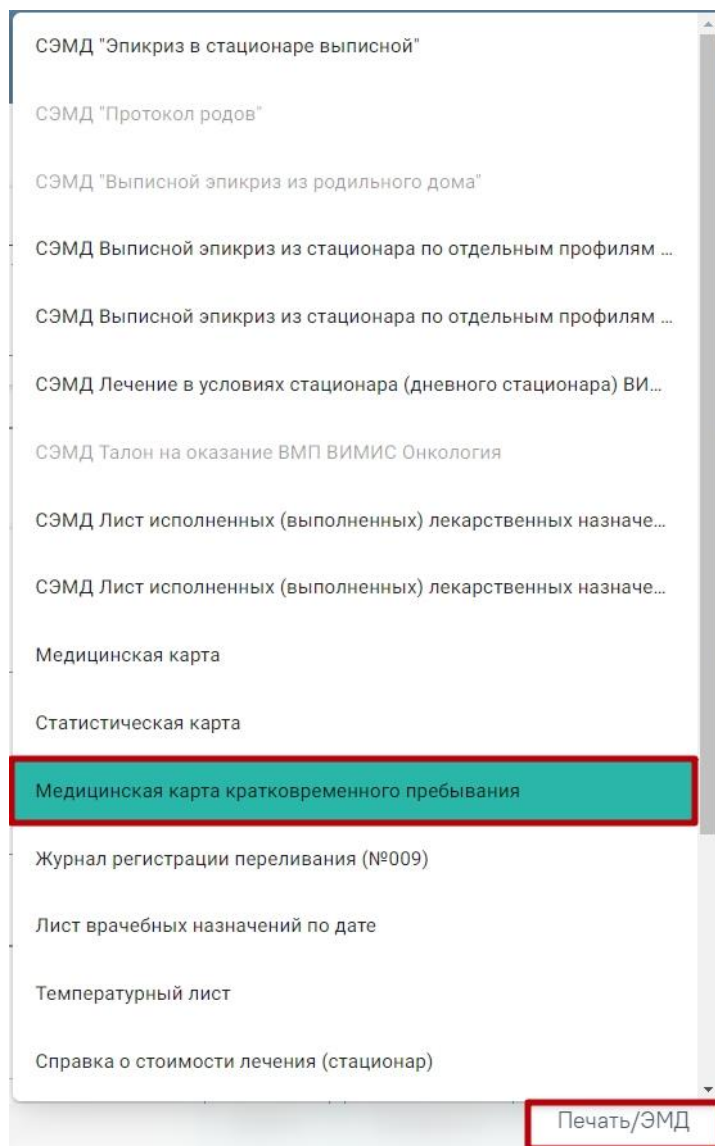 СЭМД "Эпикриз в стационаре выписной"
СЭМД "Протокол родов"
СЭМД "Выписной эпикриз из родильного дома"
СЭМД Выписной эпикриз из стационара по отдельным профилям ...
СЭМД Выписной эпикриз из стационара по отдельным профилям ...
СЭМД Лечение в условиях стационара (дневного стационара) ВИ...
СЭМД Талон на оказание ВМП ВИМИС Онкология
СЭМД Лист исполненных (выполненных) лекарственных назначе...
СЭМД Лист исполненных (выполненных) лекарственных назначе...
Медицинская карта
Статистическая карта
Медицинская карта кратковременного пребывания
Журнал регистрации переливания (№009)
Лист врачебных назначений по дате
Температурный лист
Справка о стоимости лечения (стационар)
Печать/ЭМД